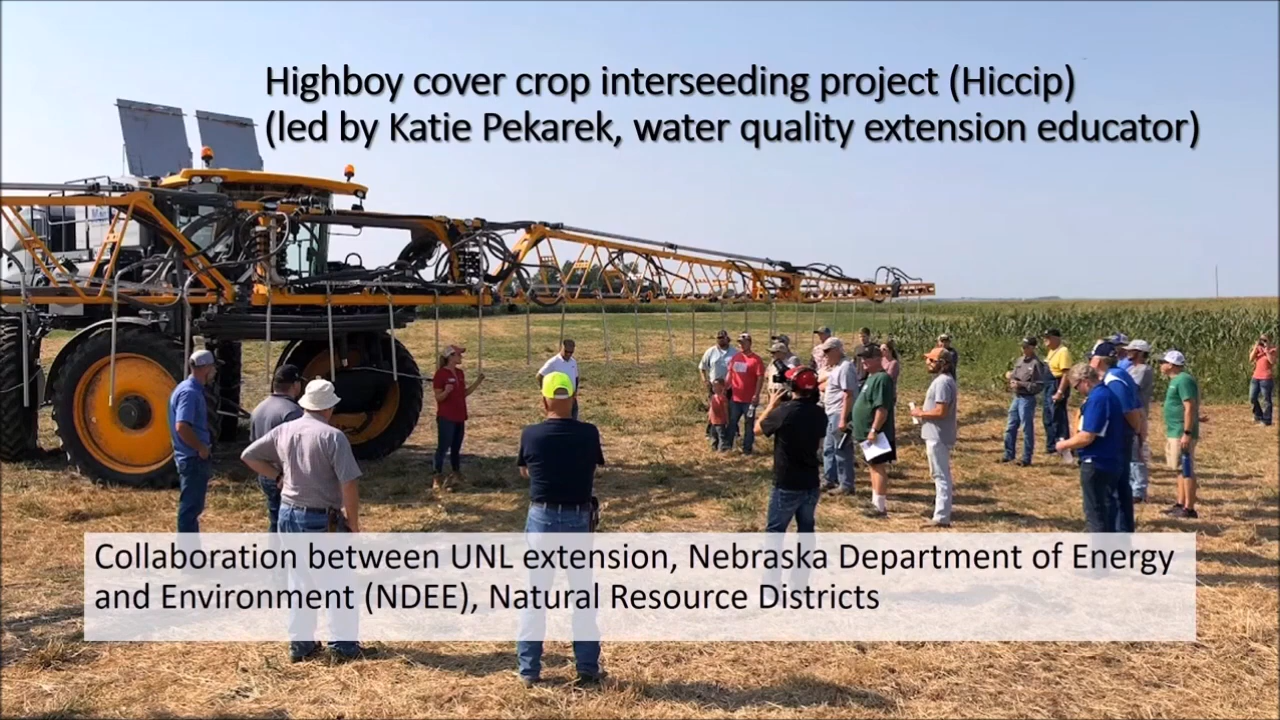 Highboy cover crop interseeding project (Hiccip)
(led by Katie Pekarek, water quality extension educator)
Collaboration between UNL extension, Nebraska Department of Energy
and Environment (NDEE), Natural Resource Districts